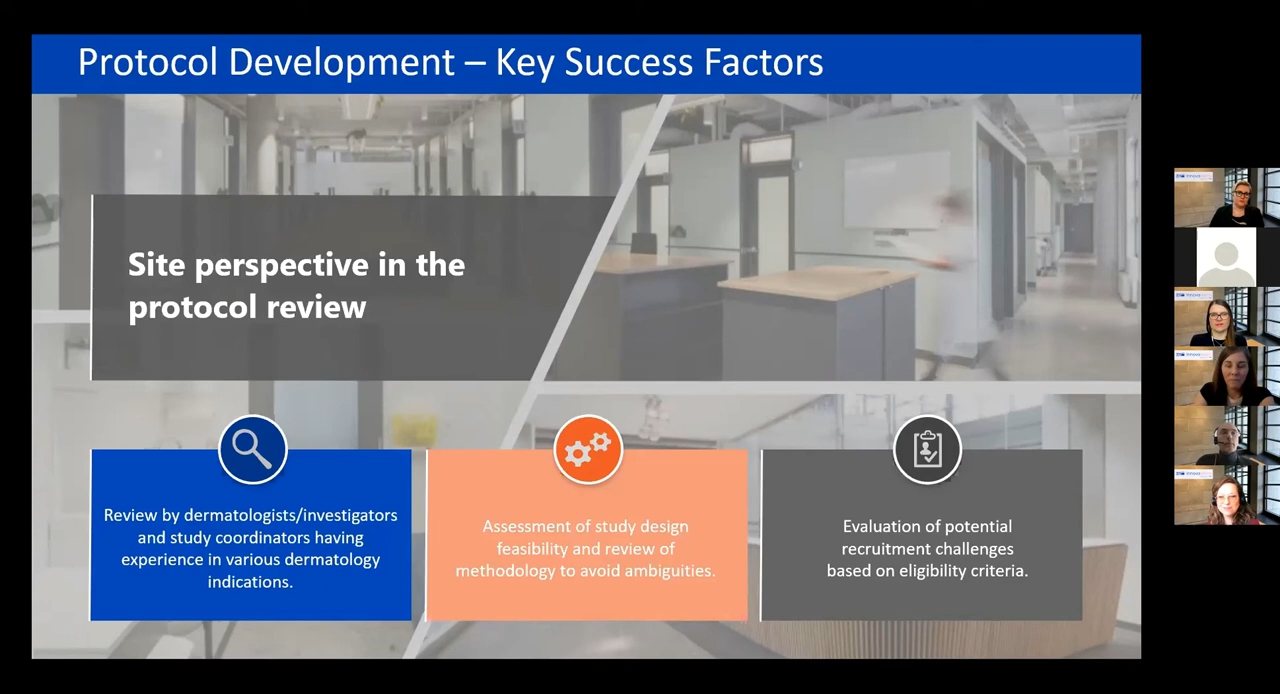 Protocol Development – Key Success Factors
Site perspective in the
protocol review
Review by dermatologists/investigators
and study coordinators having
experience in various dermatology
indications.
Assessment of study design
feasibility and review of
methodology to avoid ambiguities.
Evaluation of potential
recruitment challenges
based on eligibility criteria.